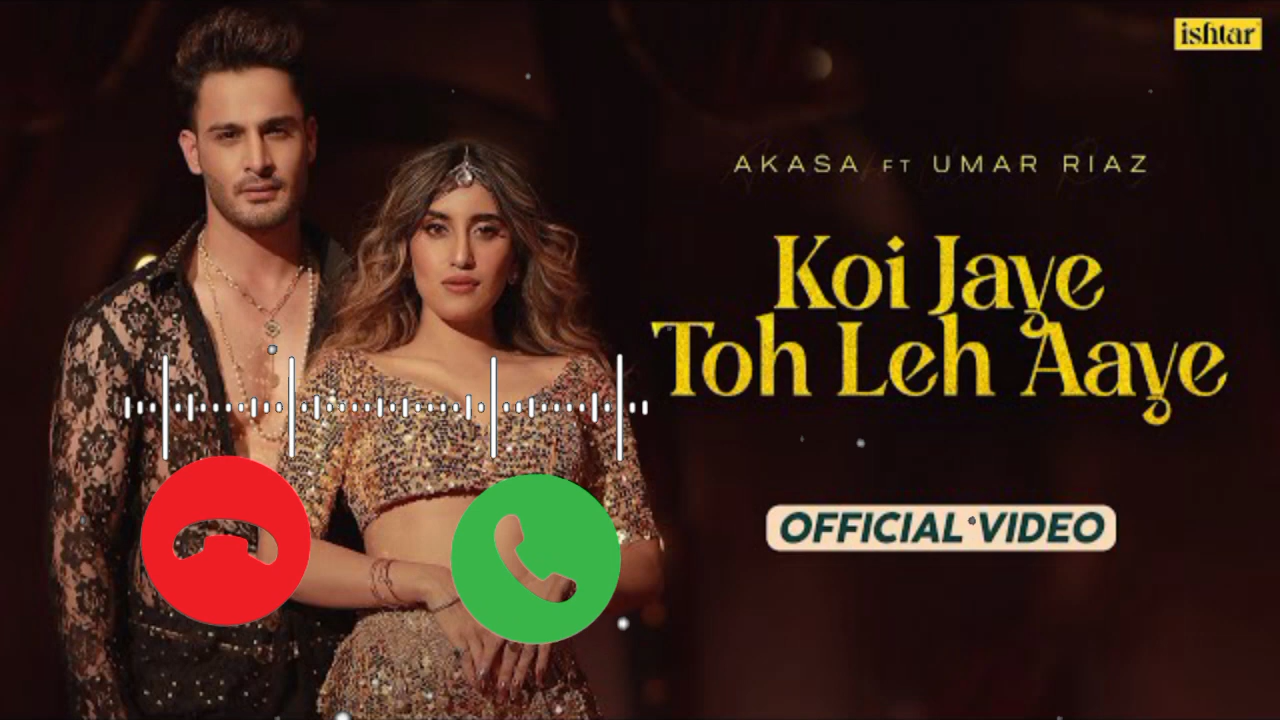 ishtar
AKASA FT UMAR RIAZ
Koi Jaye
Toh Leh Aaye
OFFICIAL VIDEO